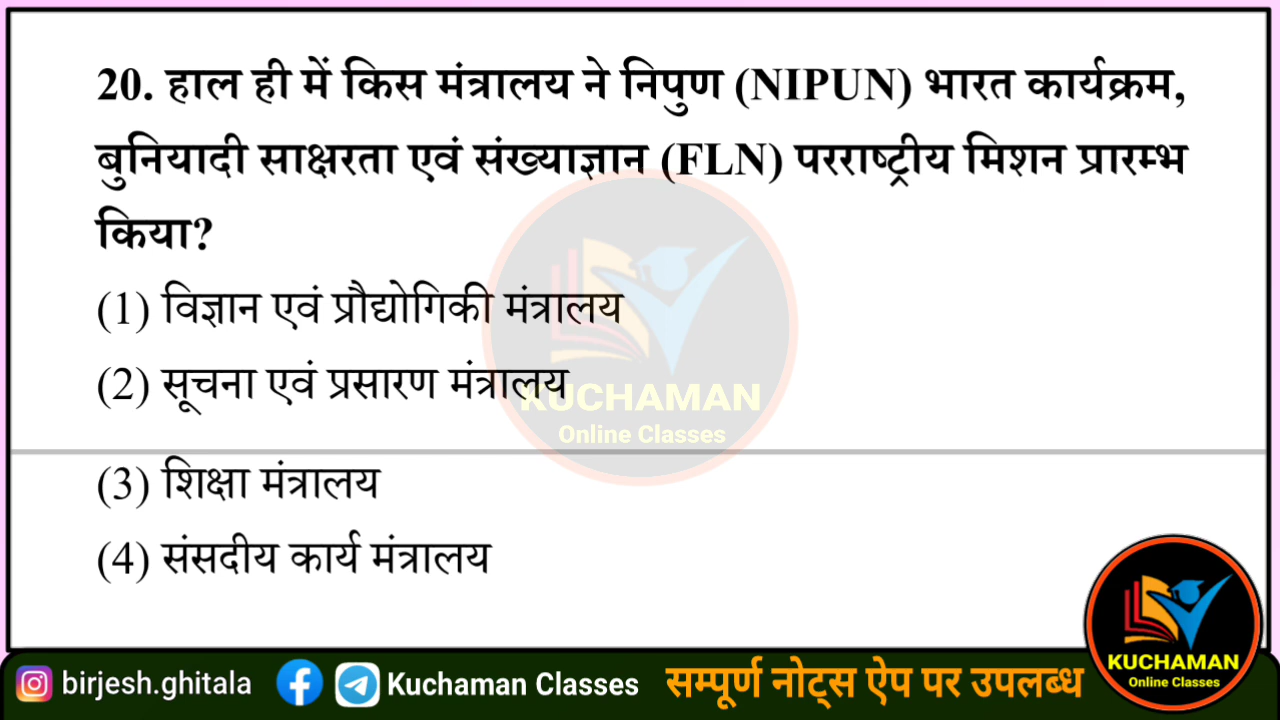 20. हाल ही में किस मंत्रालय ने निपुण (NIPUN) भारत कार्यक्रम,
बुनियादी साक्षरता एवं संख्याज्ञान (FLN) परराष्ट्रीय मिशन प्रारम्भ
किया?
(1) विज्ञान एवं प्रौद्योगिकी मंत्रालय
(2) सूचना एवं प्रसारण मंत्रालय
KUCHAMAN
Online Classes
(3) शिक्षा मंत्रालय
(4) संसदीय कार्य मंत्रालय
birjesh.ghitala
Kuchaman Classes
सम्पूर्ण नोट्स ऐप पर उपलब्ध
KUCHAMAN
Online Classes